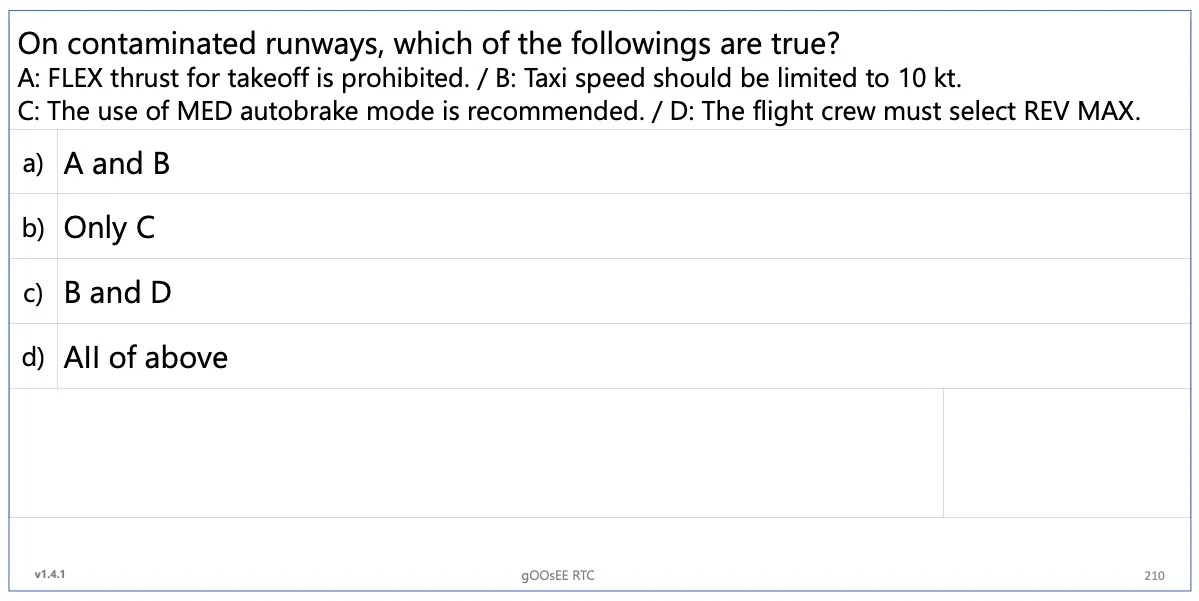 On contaminated runways, which of the followings are true?
A: FLEX thrust for takeoff is prohibited. / B: Taxi speed should be limited to 10 kt.
C: The use of MED autobrake mode is recommended. / D: The flight crew must select REV MAX.
a) A and B
b) Only C
c) B and D
d) All of above
v1.4.1 gOOsEE RTC 210